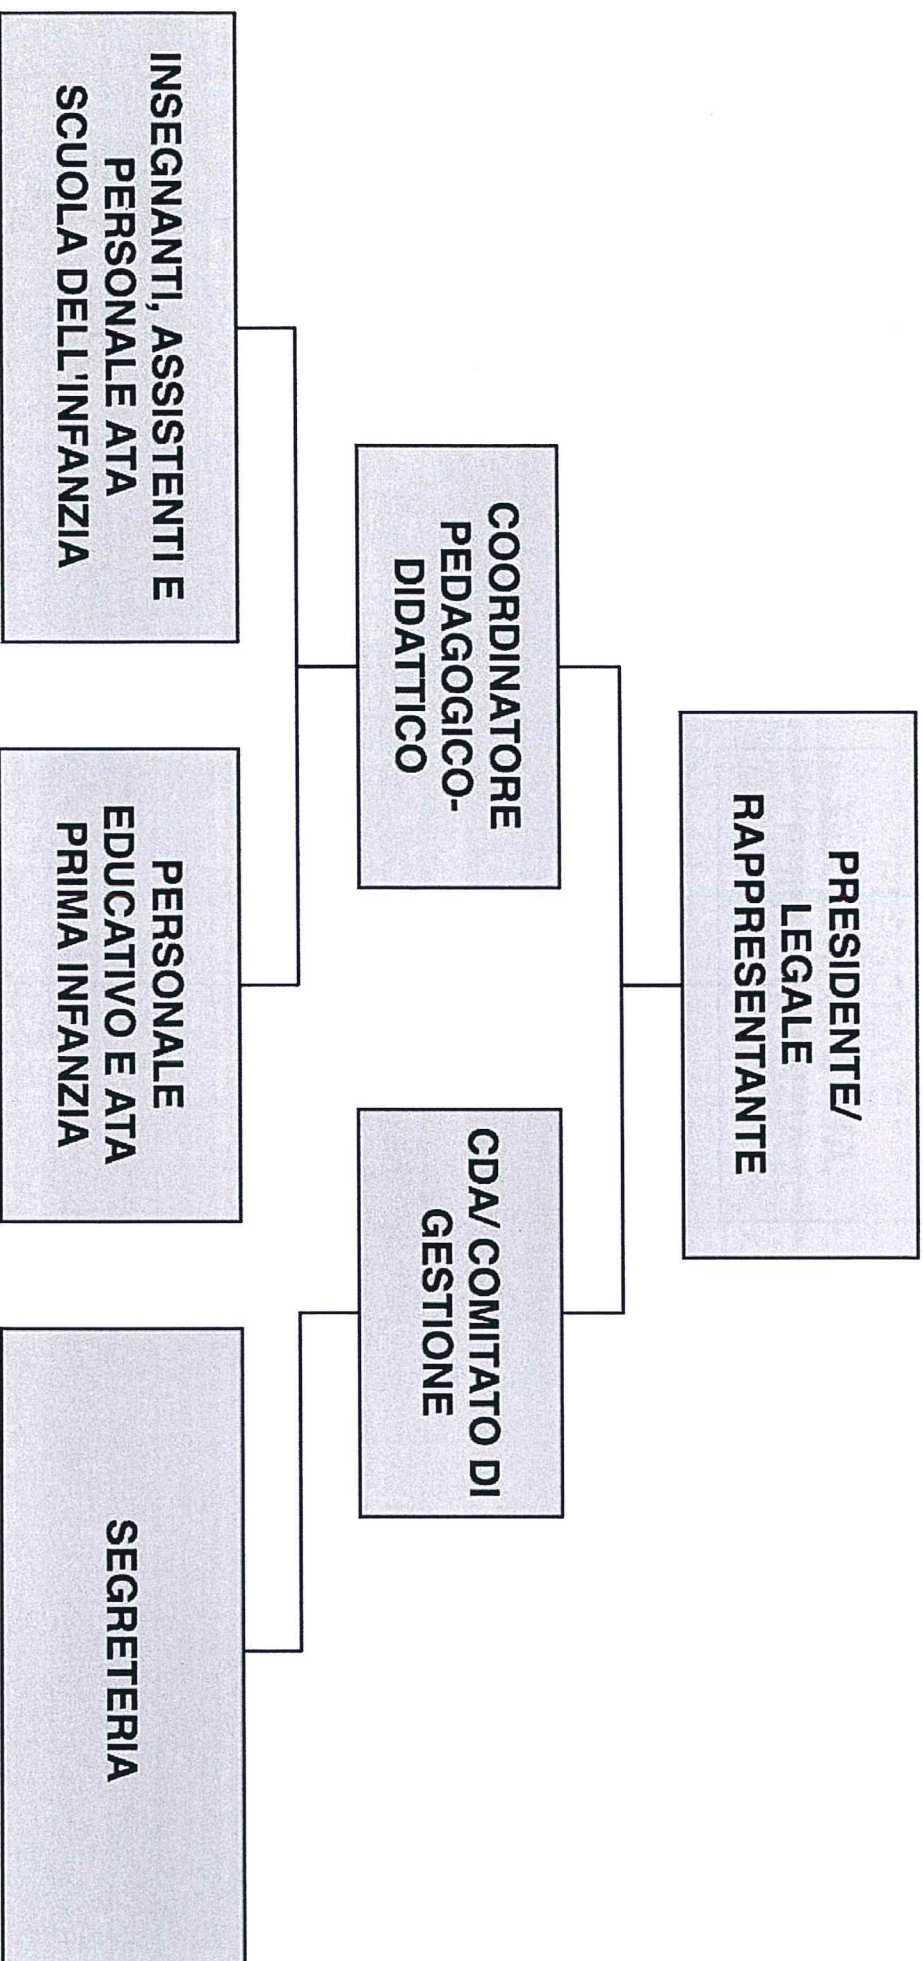 PRESIDENTE/
LEGALE
RAPPRESENTANTE
COORDINATORE
PEDAGOGICO-
DIDATTICO
CDA/ COMITATO DI
GESTIONE
INSEGNANTI, ASSISTENTI E
PERSONALE ATA
SCUOLA DELL'INFANZIA
PERSONALE
EDUCATIVO E ATA
PRIMA INFANZIA
SEGRETERIA